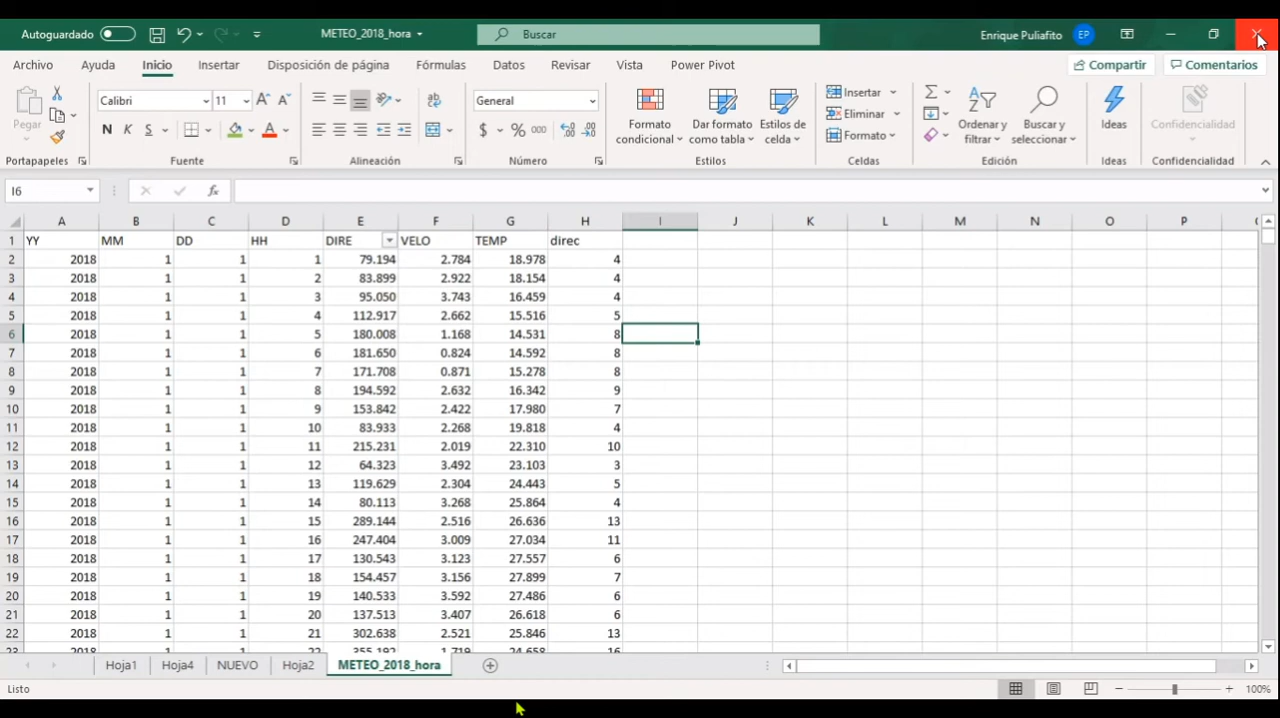 Autoguardado METEO_2018_hora Buscar Enrique Puliafito EP
Archivo Ayuda Inicio Insertar Disposición de página Fórmulas Datos Revisar Vista Power Pivot Compartir Comentarios
Pegar Calibri 11 General Formato condicional Dar formato como tabla Estilos de celda Insertar Eliminar Formato Ordenar y filtrar Buscar y seleccionar Ideas Confidencialidad
N K S $ % 000
Portapapeles Fuente Alineación Número Estilos Celdas Edición Ideas Confidencialidad
I6 fx
A B C D E F G H I J K L M N O P
1 YY MM DD HH DIRE VELO TEMP direc
2 2018 1 1 1 79.194 2.784 18.978 4
3 2018 1 1 2 83.899 2.922 18.154 4
4 2018 1 1 3 95.050 3.743 16.459 4
5 2018 1 1 4 112.917 2.662 15.516 5
6 2018 1 1 5 180.008 1.168 14.531 8
7 2018 1 1 6 181.650 0.824 14.592 8
8 2018 1 1 7 171.708 0.871 15.278 8
9 2018 1 1 8 194.592 2.632 16.342 9
10 2018 1 1 9 153.842 2.422 17.980 7
11 2018 1 1 10 83.933 2.268 19.818 4
12 2018 1 1 11 215.231 2.019 22.310 10
13 2018 1 1 12 64.323 3.492 23.103 3
14 2018 1 1 13 119.629 2.304 24.443 5
15 2018 1 1 14 80.113 3.268 25.864 4
16 2018 1 1 15 289.144 2.516 26.636 13
17 2018 1 1 16 247.404 3.009 27.034 11
18 2018 1 1 17 130.543 3.123 27.557 6
19 2018 1 1 18 154.457 3.156 27.899 7
20 2018 1 1 19 140.533 3.592 27.486 6
21 2018 1 1 20 137.513 3.407 26.618 6
22 2018 1 1 21 302.638 2.521 25.846 13
23 2018 1 1 22 355.192 1.719 24.658 16
Hoja1 Hoja4 NUEVO Hoja2 METEO_2018_hora
Listo 100%